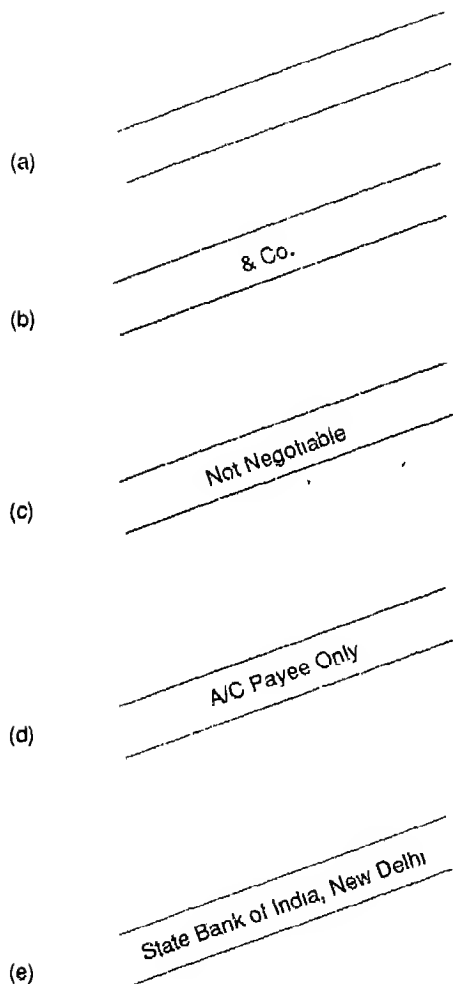 (a)
& Co.
(b)
Not Negotiable
(c)
A/C Payee Only
(d)
State Bank of India, New Delhi
(e)